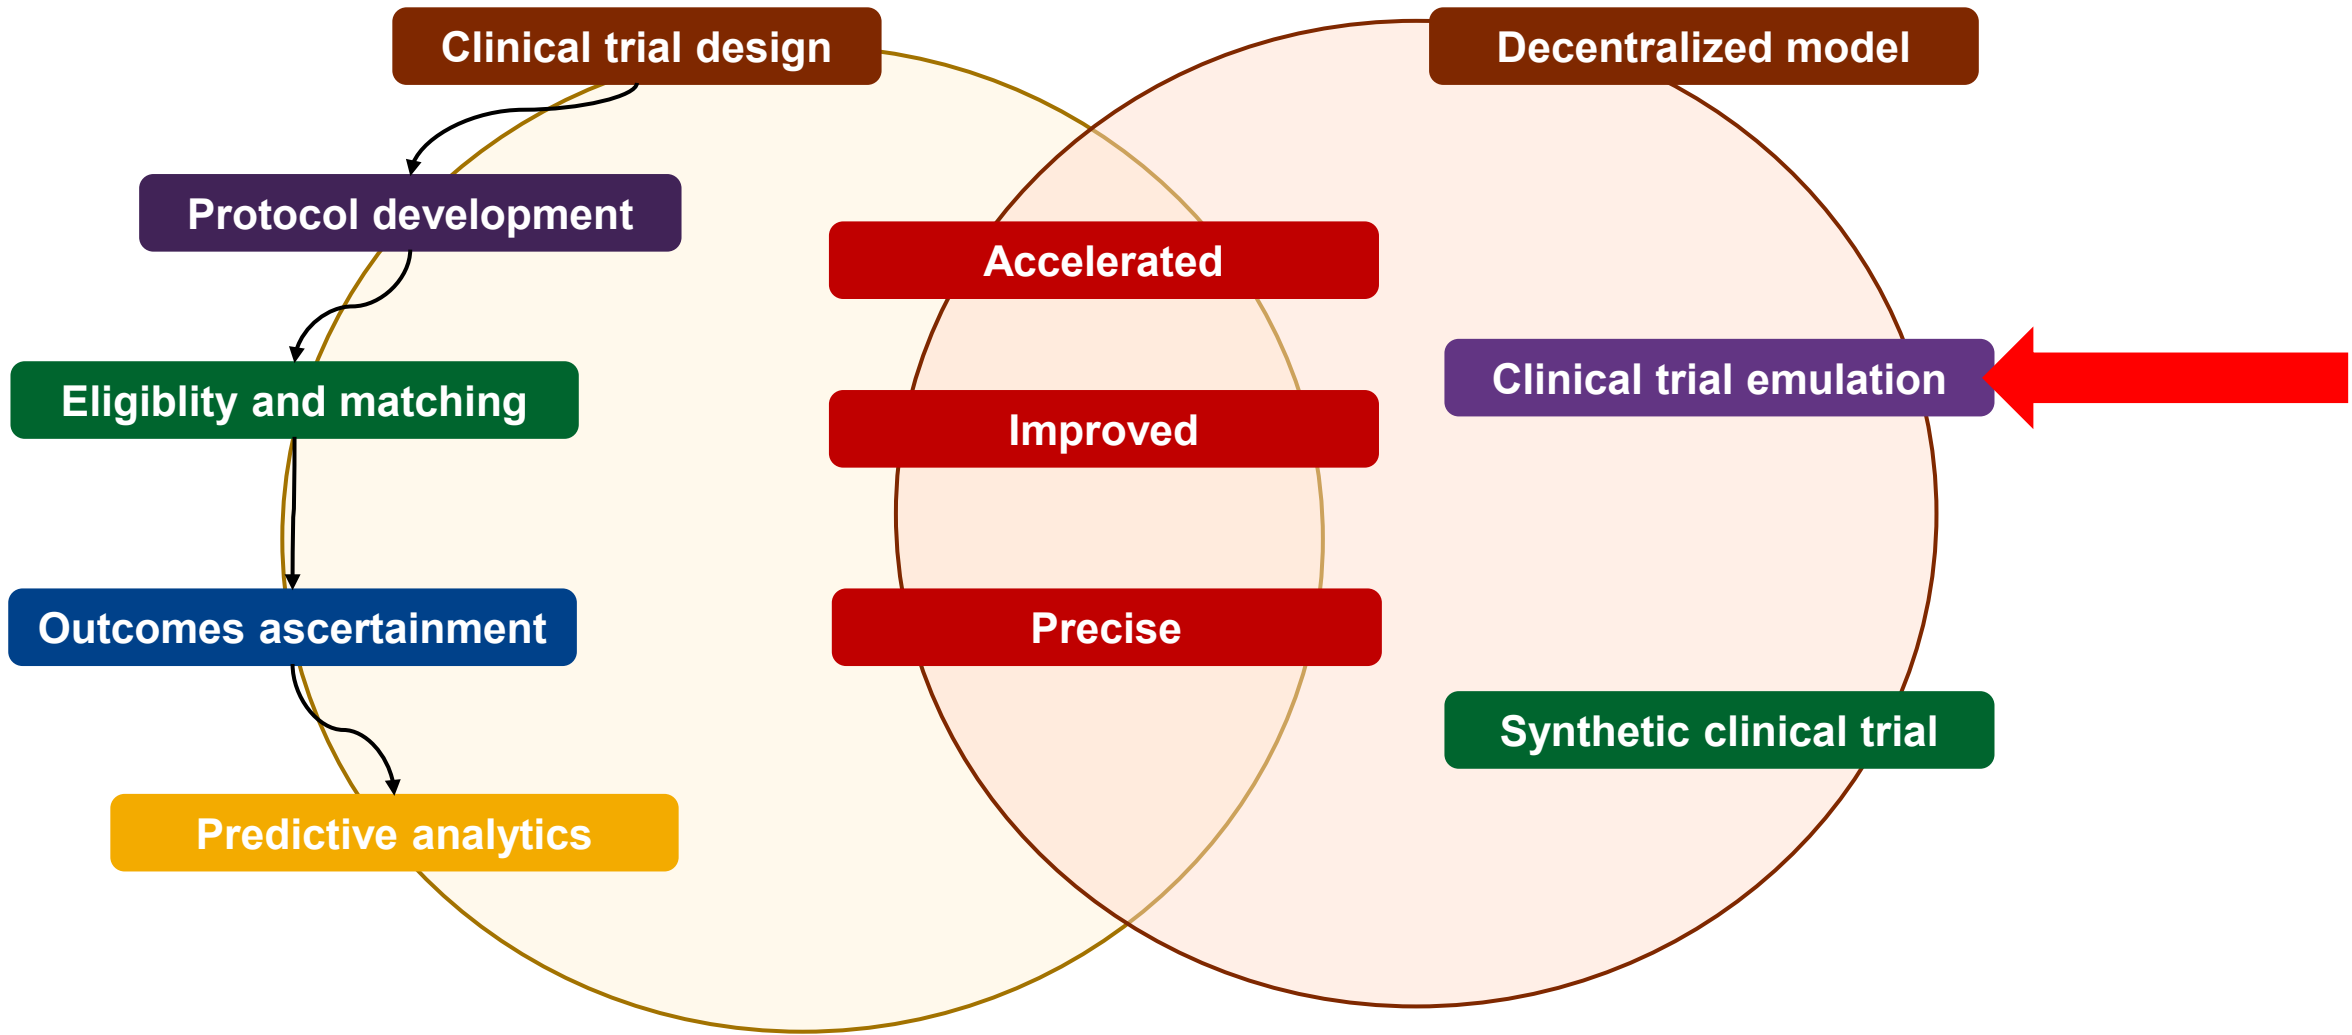 Clinical trial design
Decentralized model
Protocol development
Accelerated
Clinical trial emulation
Eligiblity and matching
Improved
Outcomes ascertainment
Precise
Synthetic clinical trial
Predictive analytics